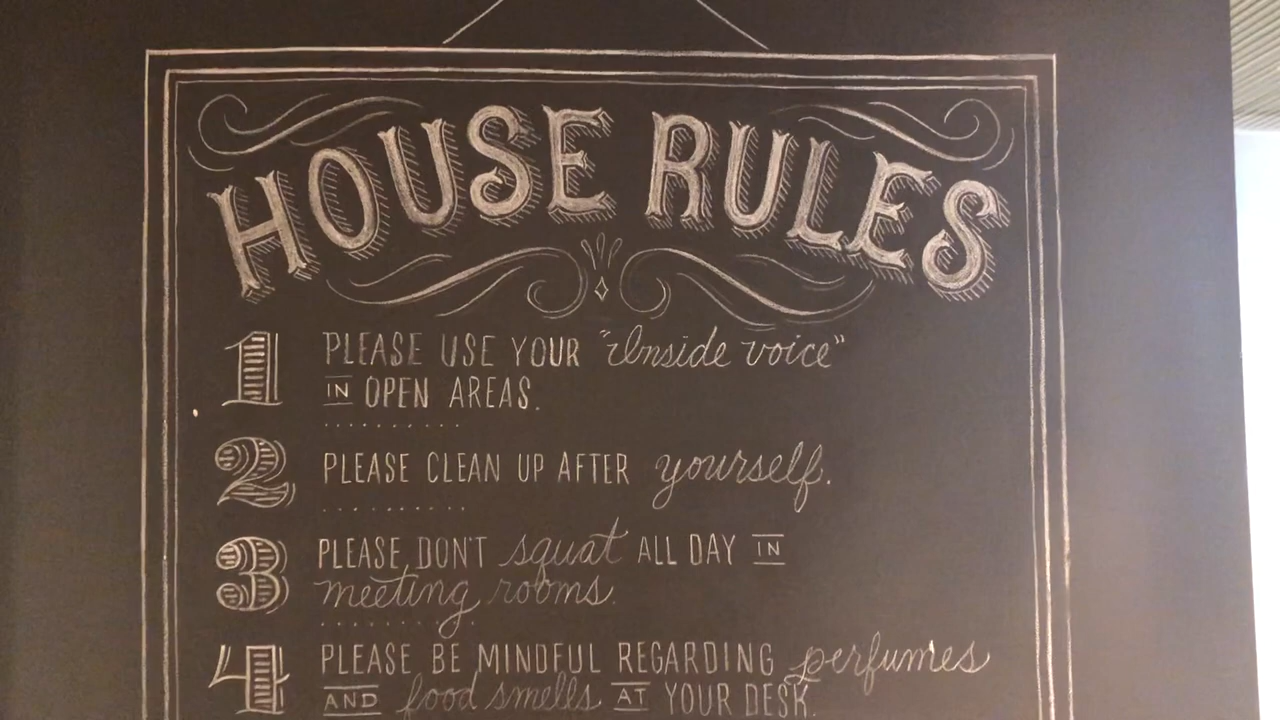 HOUSE RULES
1 PLEASE USE YOUR "Inside voice"
IN OPEN AREAS.
2 PLEASE CLEAN UP AFTER yourself.
3 PLEASE DON'T squat ALL DAY IN
meeting rooms.
4 PLEASE BE MINDFUL REGARDING perfumes
AND food smells AT YOUR DESK.